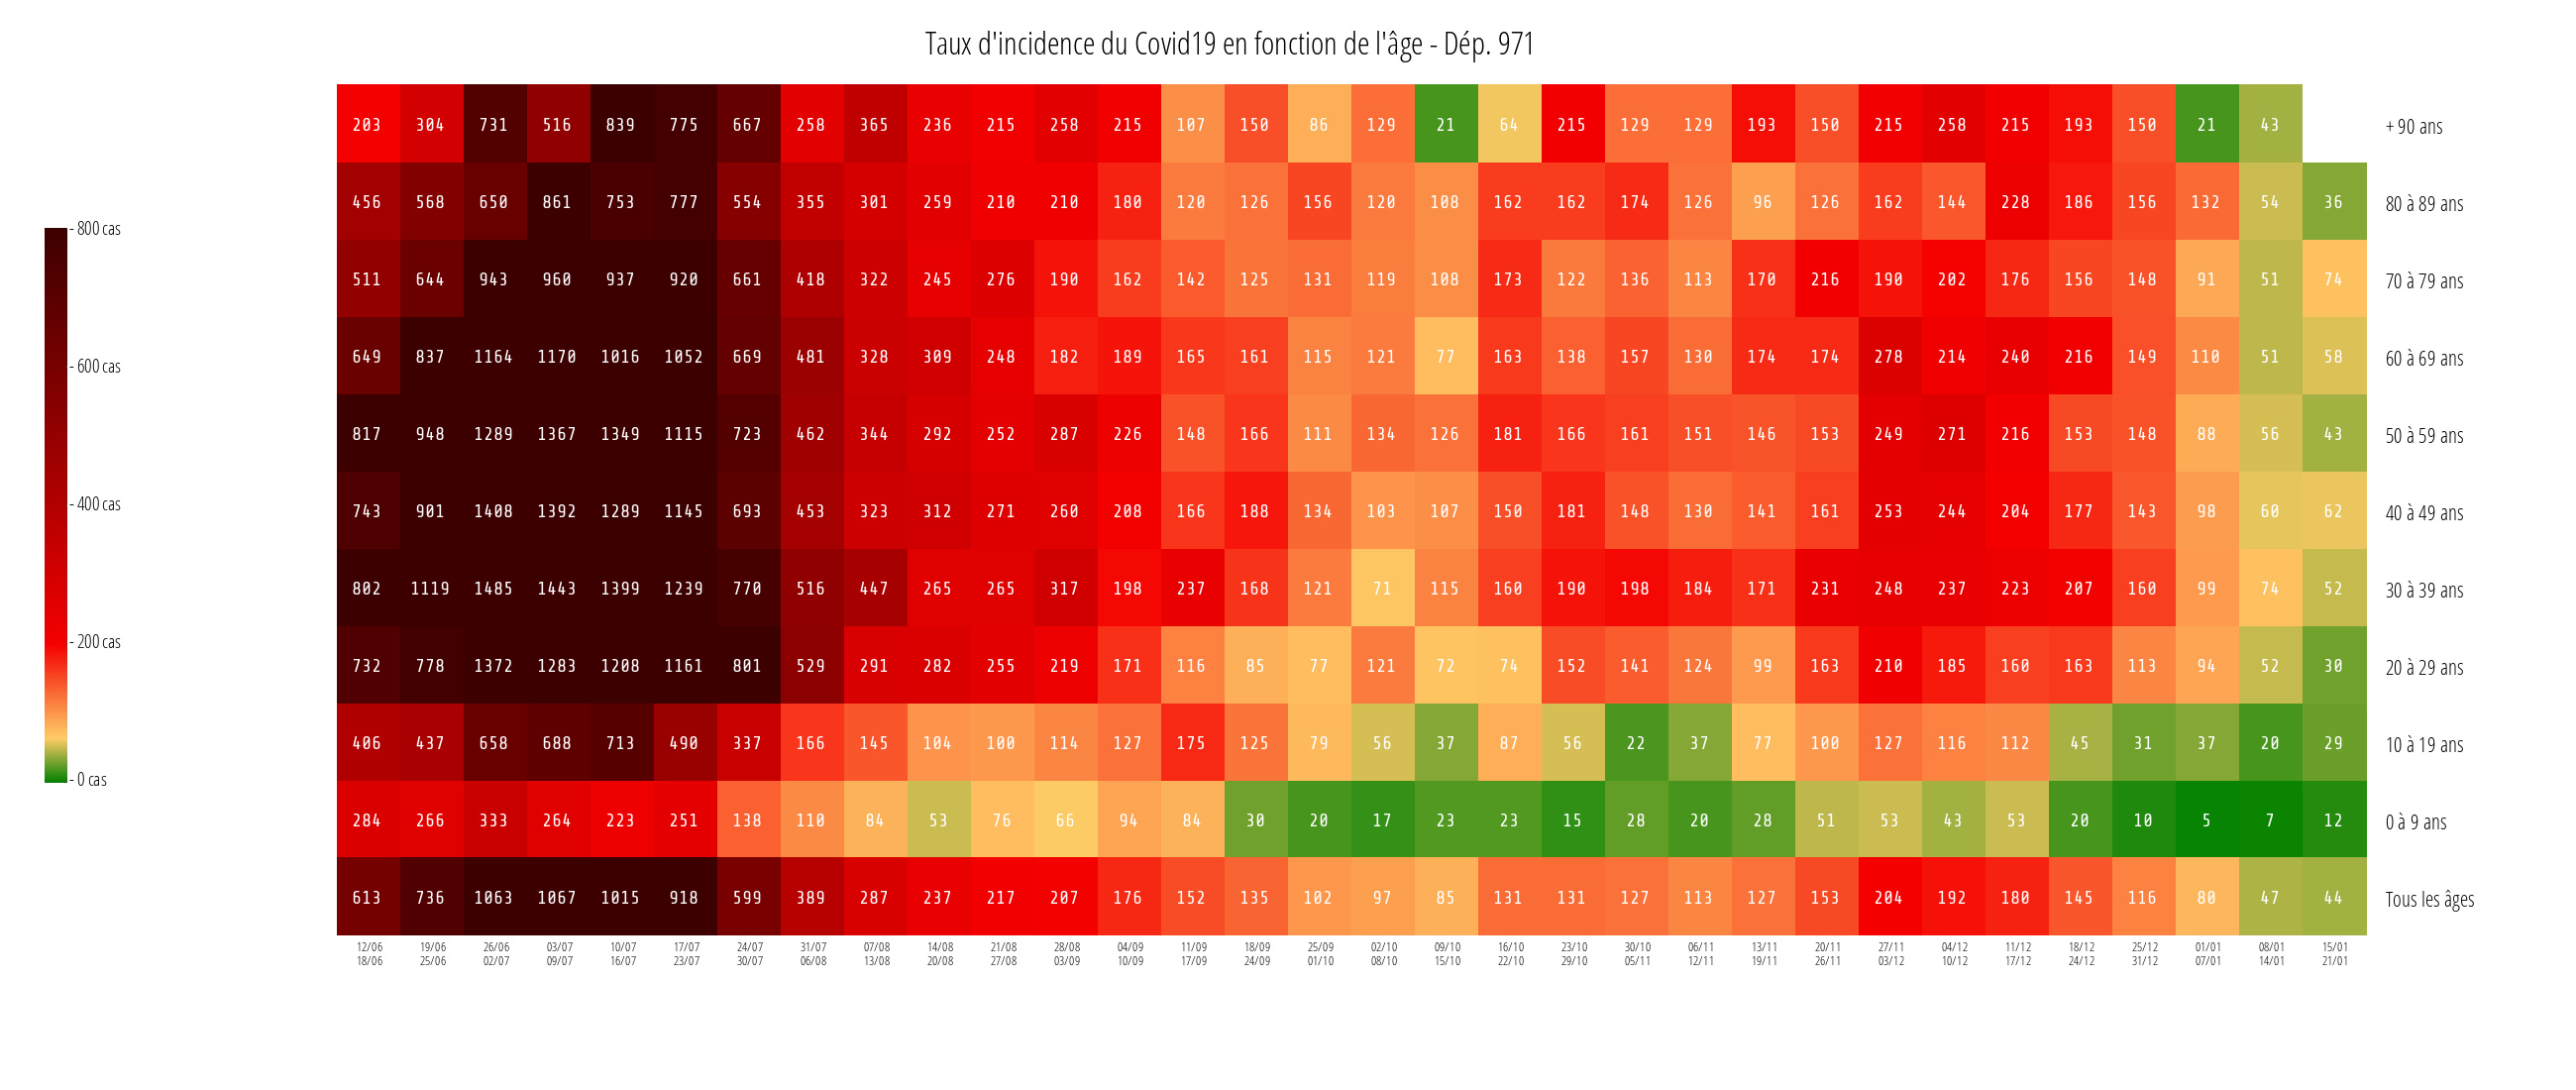 Taux d'incidence du Covid19 en fonction de l'âge - Dép. 971
203 304 731 516 839 775 667 258 365 236 215 258 215 107 150 86 129 21 64 215 129 129 193 150 215 258 215 193 150 21 43 + 90 ans
456 568 650 861 753 777 554 355 301 259 210 210 180 120 126 156 120 108 162 162 174 126 96 126 162 144 228 186 156 132 54 36 80 à 89 ans
- 800 cas
511 644 943 960 937 920 661 418 322 245 276 190 162 142 125 131 119 108 173 122 136 113 170 216 190 202 176 156 148 91 51 74 70 à 79 ans
649 837 1164 1170 1016 1052 669 481 328 309 248 182 189 165 161 115 121 77 163 138 157 130 174 174 278 214 240 216 149 110 51 58 60 à 69 ans
- 600 cas
817 948 1289 1367 1349 1115 723 462 344 292 252 287 226 148 166 111 134 126 181 166 161 151 146 153 249 271 216 153 148 88 56 43 50 à 59 ans
- 400 cas
743 901 1408 1392 1289 1145 693 453 323 312 271 260 208 166 188 134 103 107 150 181 148 130 141 161 253 244 204 177 143 98 60 62 40 à 49 ans
802 1119 1485 1443 1399 1239 770 516 447 265 265 317 198 237 168 121 71 115 160 190 198 184 171 231 248 237 223 207 160 99 74 52 30 à 39 ans
- 200 cas
732 778 1372 1283 1208 1161 801 529 291 282 255 219 171 116 85 77 121 72 74 152 141 124 99 163 210 185 160 163 113 94 52 30 20 à 29 ans
406 437 658 688 713 490 337 166 145 104 100 114 127 175 125 79 56 37 87 56 22 37 77 100 127 116 112 45 31 37 20 29 10 à 19 ans
- 0 cas
284 266 333 264 223 251 138 110 84 53 76 66 94 84 30 20 17 23 23 15 28 20 28 51 53 43 53 20 10 5 7 12 0 à 9 ans
613 736 1063 1067 1015 918 599 389 287 237 217 207 176 152 135 102 97 85 131 131 127 113 127 153 204 192 180 145 116 80 47 44 Tous les âges
12/06 19/06 26/06 03/07 10/07 17/07 24/07 31/07 07/08 14/08 21/08 28/08 04/09 11/09 18/09 25/09 02/10 09/10 16/10 23/10 30/10 06/11 13/11 20/11 27/11 04/12 11/12 18/12 25/12 01/01 08/01 15/01
18/06 25/06 02/07 09/07 16/07 23/07 30/07 06/08 13/08 20/08 27/08 03/09 10/09 17/09 24/09 01/10 08/10 15/10 22/10 29/10 05/11 12/11 19/11 26/11 03/12 10/12 17/12 24/12 31/12 07/01 14/01 21/01